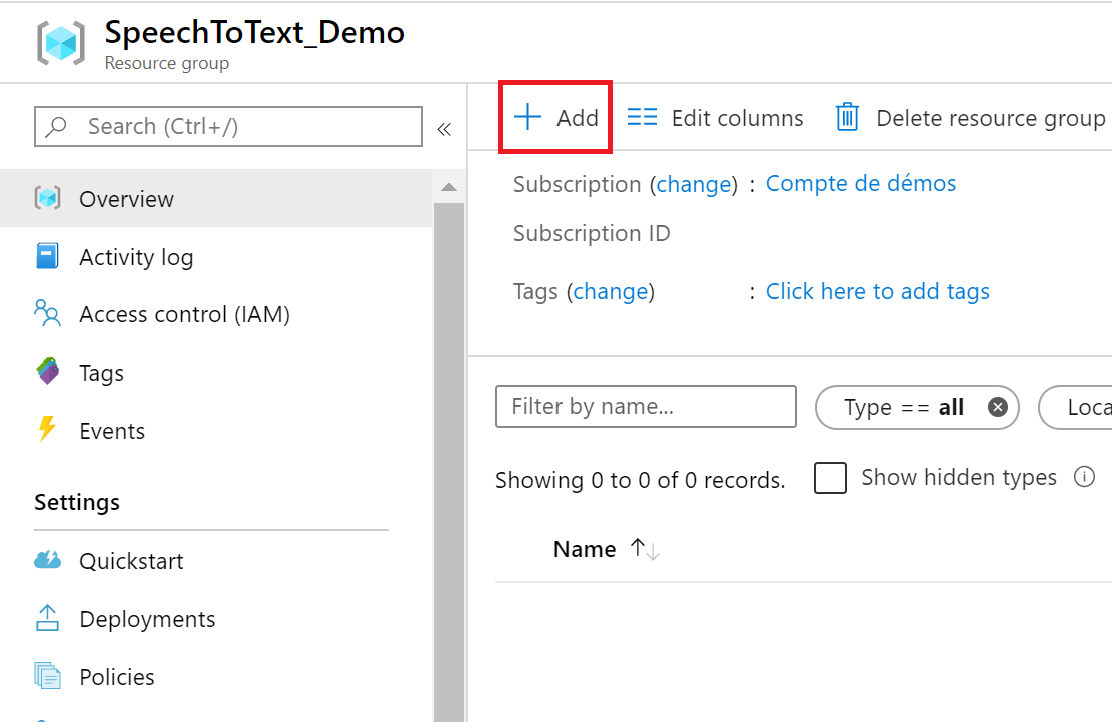 SpeechToText_Demo
Resource group
Search (Ctrl+/)
«
Overview
Activity log
Access control (IAM)
Tags
Events
Settings
Quickstart
Deployments
Policies
Add
Edit columns
Delete resource group
Subscription (change) : Compte de démos
Subscription ID
Tags (change) : Click here to add tags
Filter by name...
Type == all
Loca
Showing 0 to 0 of 0 records.
Show hidden types
Name ↑↓